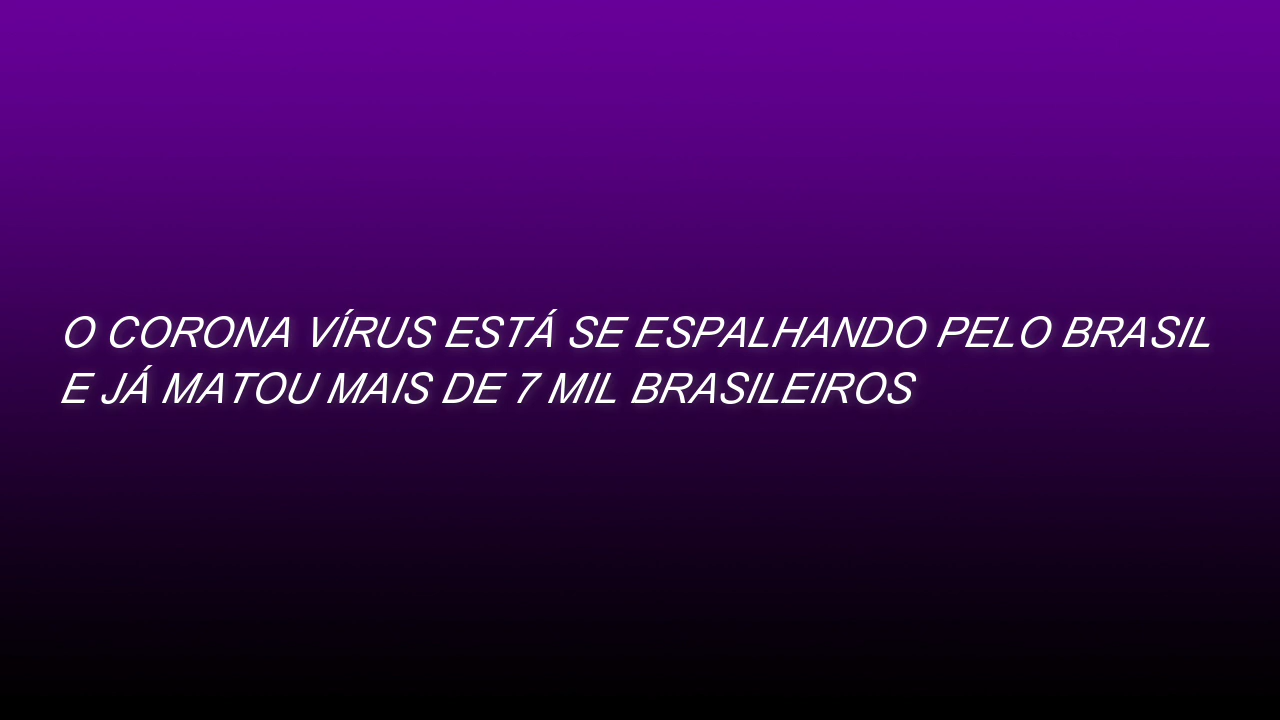 O CORONA VÍRUS ESTÁ SE ESPALHANDO PELO BRASIL
E JÁ MATOU MAIS DE 7 MIL BRASILEIROS